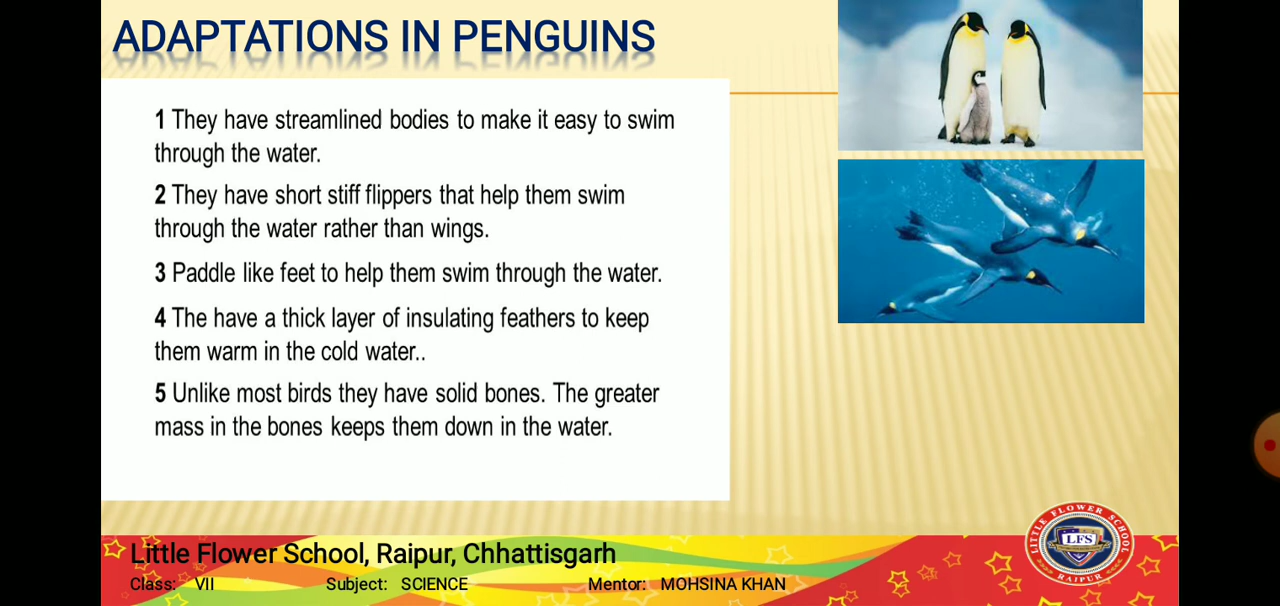 ADAPTATIONS IN PENGUINS
1 They have streamlined bodies to make it easy to swim
through the water.
2 They have short stiff flippers that help them swim
through the water rather than wings.
3 Paddle like feet to help them swim through the water.
4 The have a thick layer of insulating feathers to keep
them warm in the cold water..
5 Unlike most birds they have solid bones. The greater
mass in the bones keeps them down in the water.
Little Flower School, Raipur, Chhattisgarh
Class: VII Subject: SCIENCE Mentor: MOHSINA KHAN
LITTLE FLOWER SCHOOL
LFS
RAIPUR